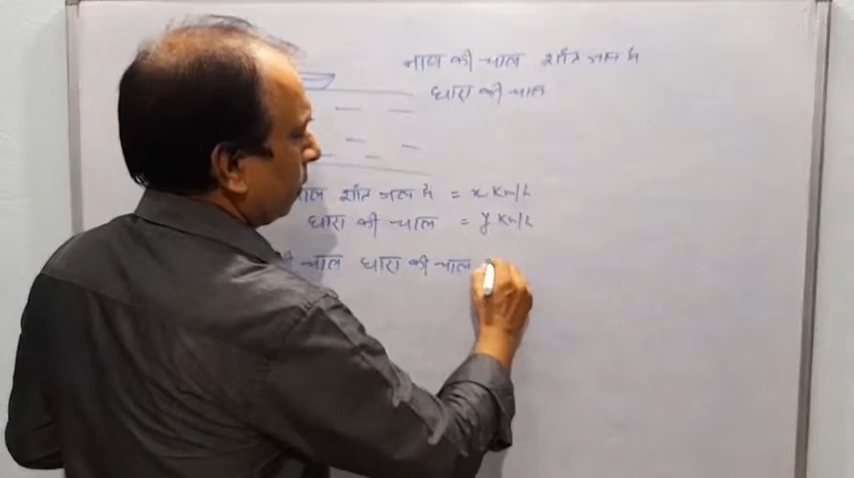 नाव की चाल शांत जल में
धारा की चाल
चाल शांत जल में = x Km/h
धारा की चाल = y Km/h
की चाल धारा की चाल